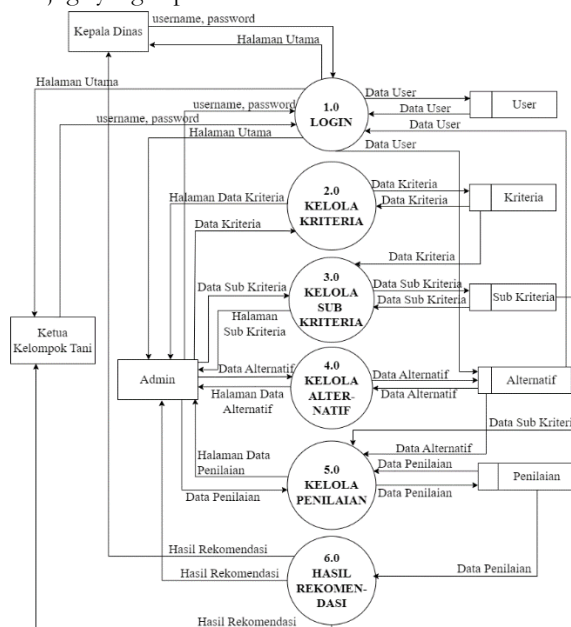 username, password
Kepala Dinas
Halaman Utama
Halaman Utama
Data User
username, password
1.0
LOGIN
Data User
User
username, password
Data User
Halaman Utama
Data User
Halaman Data Kriteria
2.0
KELOLA
KRITERIA
Data Kriteria
Data Kriteria
Kriteria
Data Kriteria
Data Kriteria
Data Sub Kriteria
3.0
KELOLA
SUB
KRITERIA
Data Sub Kriteria
Data Sub Kriteria
Sub Kriteria
Halaman
Sub Kriteria
Ketua
Kelompok Tani
Admin
Data Alternatif
4.0
KELOLA
ALTER-
NATIF
Data Alternatif
Data Alternatif
Alternatif
Halaman Data
Alternatif
Data Sub Kriteri
Data Alternatif
Halaman Data
Penilaian
5.0
KELOLA
PENILAIAN
Data Penilaian
Data Penilaian
Penilaian
Data Penilaian
6.0
HASIL
REKOMEN-
DASI
Hasil Rekomendasi
Hasil Rekomendasi
Data Penilaian
Hasil Rekomendasi